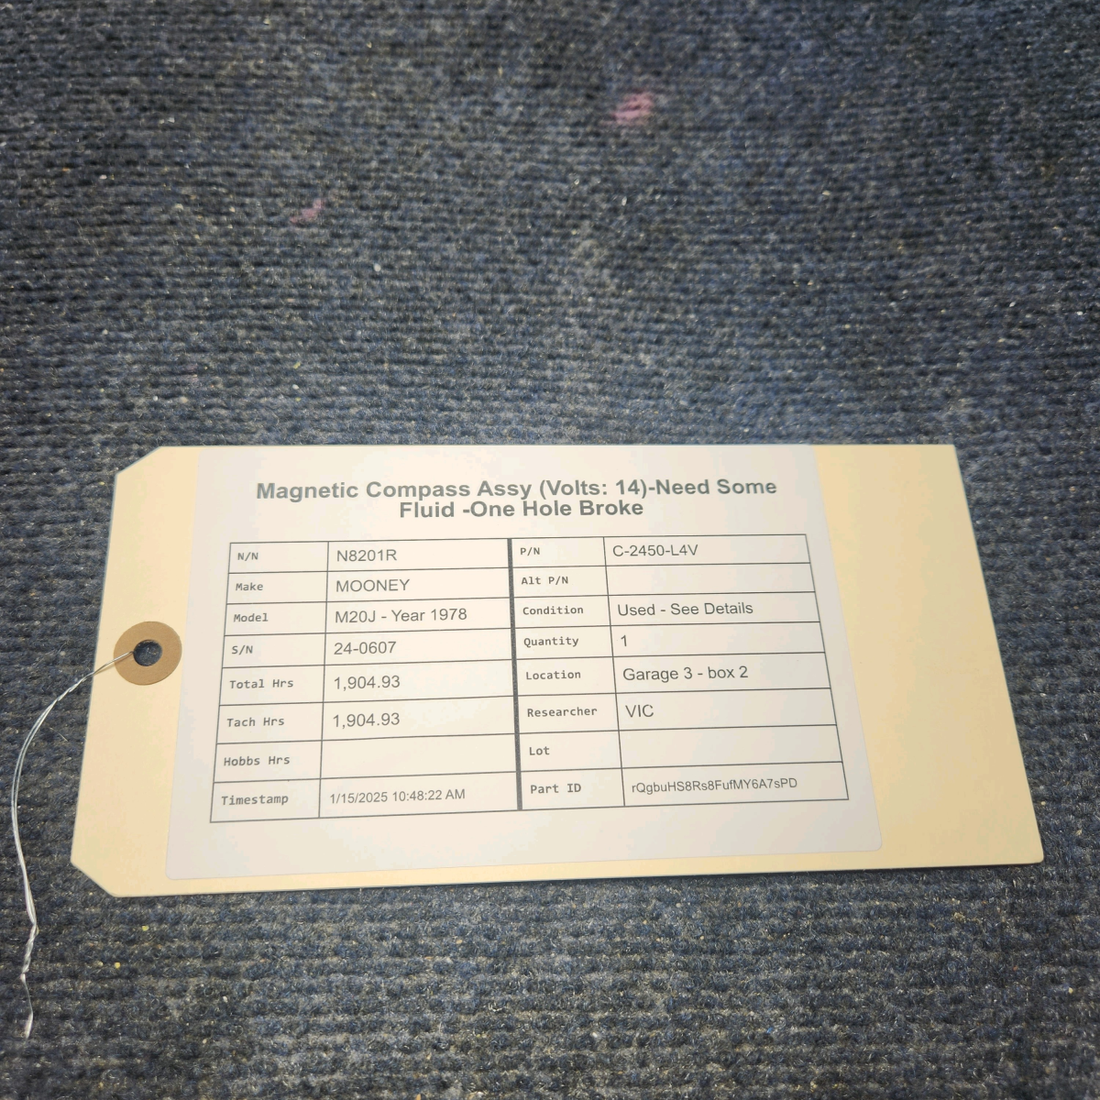 Magnetic Compass Assy (Volts: 14)-Need Some
Fluid -One Hole Broke
N/N N8201R P/N C-2450-L4V
Make MOONEY Alt P/N
Model M20J - Year 1978 Condition Used - See Details
S/N 24-0607 Quantity 1
Total Hrs 1,904.93 Location Garage 3 - box 2
Tach Hrs 1,904.93 Researcher VIC
Hobbs Hrs Lot
Timestamp 1/15/2025 10:48:22 AM Part ID rQgbuHS8Rs8FufMY6A7sPD